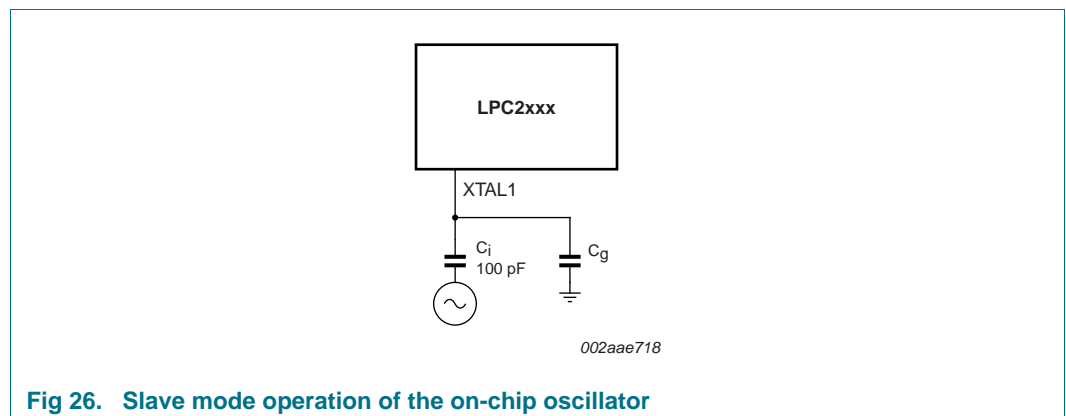 LPC2xxx
XTAL1
Ci
100 pF
Cg
002aae718
Fig 26. Slave mode operation of the on-chip oscillator